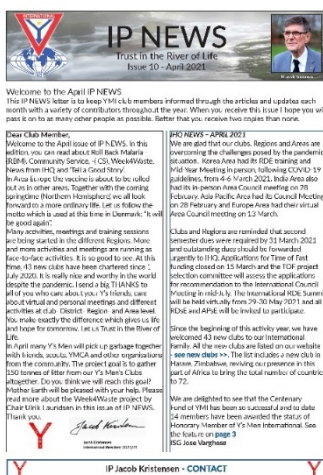 IP NEWS
Trust in the River of Life
Issue 10 - April 2021
Welcome to the April IP NEWS
This IP NEWS letter is to keep YMI club members informed through the articles and updates each
month with a variety of contributors throughout the year. When you receive this issue I hope you will
pass it on to as many other people as possible. Better that you receive two copies than none.
Dear Club Member,
Welcome to the April issue of IP NEWS. In this
edition, you can read about Roll Back Malaria
(RBM), Community Service, (CS), Week4Waste,
News from IHQ and 'Tell a Good Story'.
In Area Europe the vaccine is about to be rolled
out as in other areas. Together with the coming
springtime (Northern Hemisphere) we all look
forward to a more ordinary life. Let us follow the
motto which is used at this time in Denmark: "It will
be good again".
Many activities, meetings and training sessions
are being started in the different Regions. More
and more activities and meetings are running as
face-to-face activities. It is so good to see. At this
time, 43 new clubs have been chartered since 1
July 2020. It is really nice and worthy in the world
despite the pandemic. I send a big THANKS to
all of you who care about your Y's friends, care
about virtual and personal meetings and different
activities at club- District- Region- and Area level.
You make exactly the difference which gives us life
and hope for tomorrow. Let us Trust in the River of
Life.
In April many Y's Men will pick up garbage together
with friends, scouts, YMCA and other organizations
from the community. The project goal is to gather
150 tonnes of litter from our Y's Men's Clubs
altogether. Do you think we will reach this goal?
Mother Earth will be pleased with your help. Please
read more about the Week4Waste project by
Chair Ulrik Lauridsen in this issue of IP NEWS.
Thank you.
Jacob Kristensen
IHQ NEWS – APRIL 2021
We are glad that our clubs, Regions and Areas are
overcoming the challenges posed by the pandemic
situation. Korea Area had its RDE training and
Mid-Year Meeting in person, following COVID-19
guidelines, from 4-6 March 2021. India Area also
had its in-person Area Council meeting on 28
February. Asia Pacific Area had its Council Meeting
on 28 February and Europe Area had their virtual
Area Council meeting on 13 March.
Clubs and Regions are reminded that second
semester dues were required by 31 March 2021
and outstanding dues should be forwarded
urgently to IHQ. Applications for Time of Fast
funding closed on 15 March and the TOF project
selection committee will assess the applications
for recommendation to the International Council
Meeting in mid-July. The International RDE Summit
will be held virtually from 29-30 May 2021 and all
RDEs and APsE will be invited to participate.
Since the beginning of this activity year, we have
welcomed 43 new clubs to our International
Family. All the new clubs are listed on our website
- see new clubs >>. The list includes a new club in
Harare, Zimbabwe, reviving our presence in this
part of Africa to bring the total number of countries
to 72.
We are delighted to see that the Centenary
Fund of YMI has been so successful and to date
54 members have been awarded the status of
Honorary Member of Y's Men International. See
the feature on page 3
ISG Jose Varghese
IP Jacob Kristensen - CONTACT